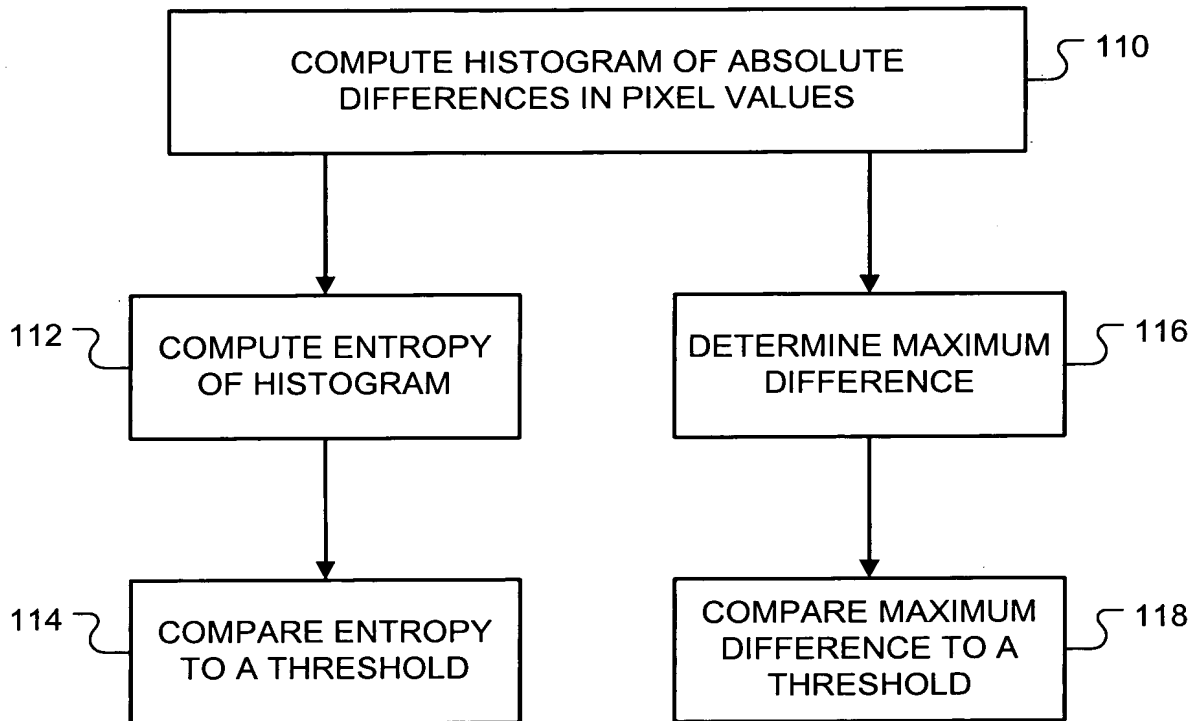 COMPUTE HISTOGRAM OF ABSOLUTE
DIFFERENCES IN PIXEL VALUES
110
112
COMPUTE ENTROPY
OF HISTOGRAM
DETERMINE MAXIMUM
DIFFERENCE
116
114
COMPARE ENTROPY
TO A THRESHOLD
COMPARE MAXIMUM
DIFFERENCE TO A
THRESHOLD
118